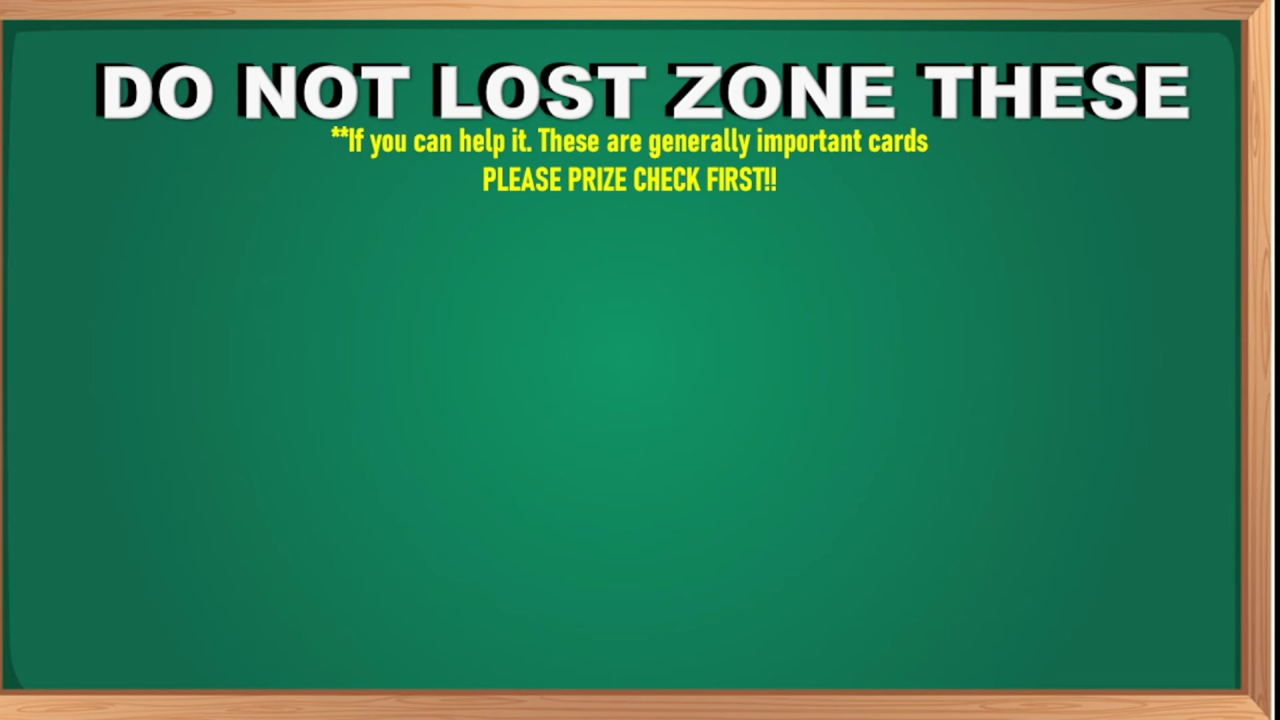 DO NOT LOST ZONE THESE
**If you can help it. These are generally important cards
PLEASE PRIZE CHECK FIRST!!